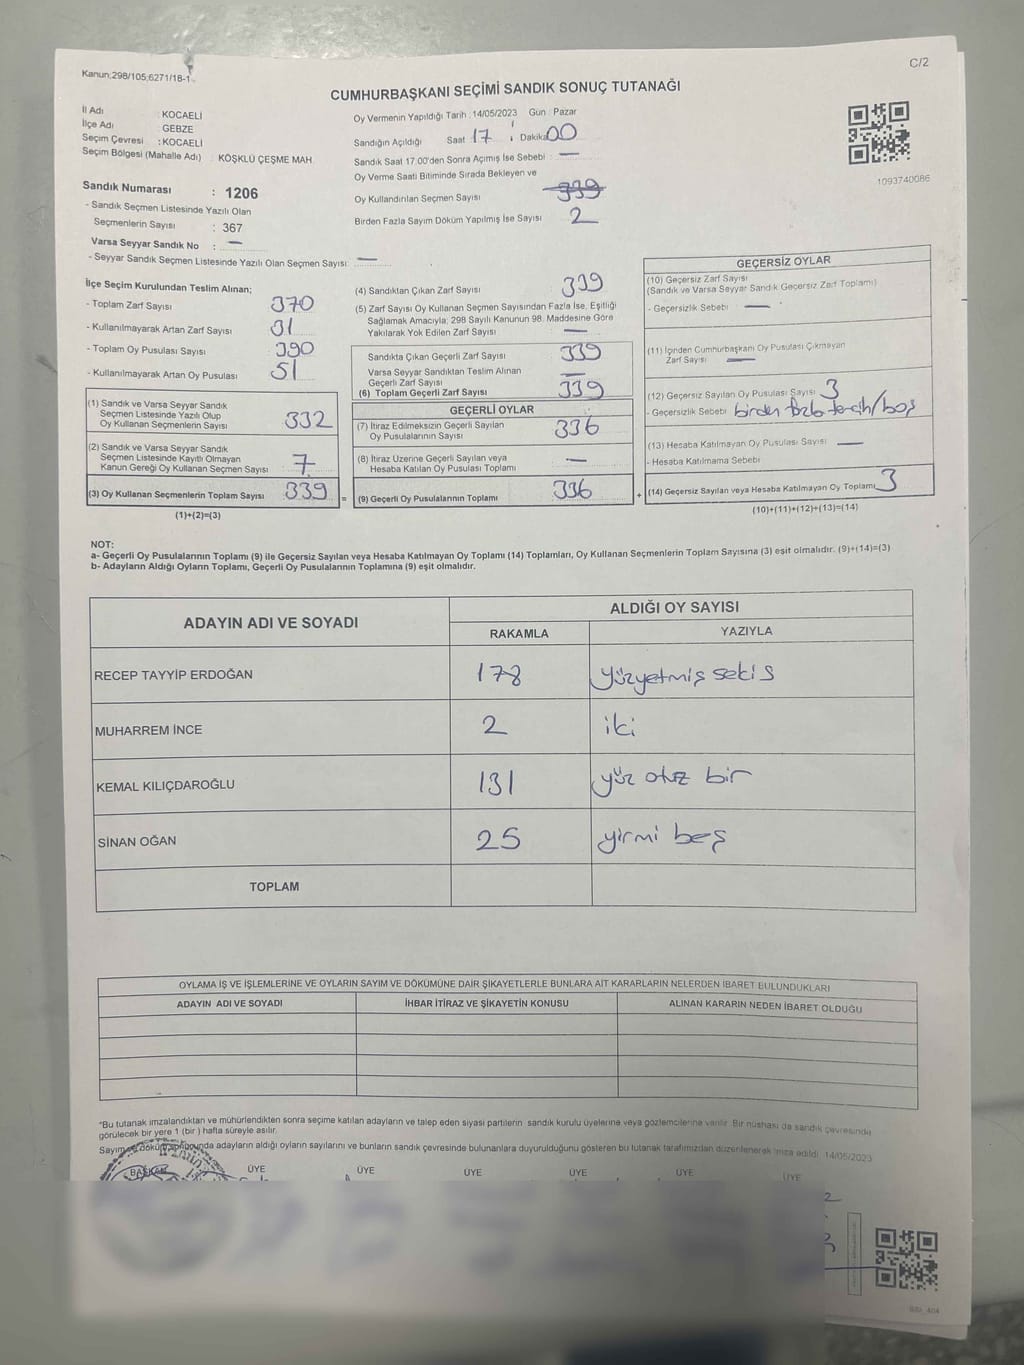 Kanun;298/105,6271/18-1
C/2
CUMHURBAŞKANI SEÇİMİ SANDIK SONUÇ TUTANAĞI
İl Adı : KOCAELİ
İlçe Adı : GEBZE
Seçim Çevresi : KOCAELİ
Seçim Bölgesi (Mahalle Adı) : KÖŞKLÜ ÇEŞME MAH
Sandık Numarası : 1206
- Sandık Seçmen Listesinde Yazılı Olan
Seçmenlerin Sayısı : 367
Varsa Seyyar Sandık No : —
- Seyyar Sandık Seçmen Listesinde Yazılı Olan Seçmen Sayısı: —
Oy Vermenin Yapıldığı Tarih : 14/05/2023 Gün : Pazar
Sandığın Açıldığı Saat 17 : Dakika 00
Sandık Saat 17.00'den Sonra Açımış İse Sebebi : —
Oy Verme Saati Bitiminde Sırada Bekleyen ve
Oy Kullandırılan Seçmen Sayısı 339
Birden Fazla Sayım Döküm Yapılmış İse Sayısı 2
1093740086
İlçe Seçim Kurulundan Teslim Alınan;
- Toplam Zarf Sayısı 370
- Kullanılmayarak Artan Zarf Sayısı 31
- Toplam Oy Pusulası Sayısı 390
- Kullanılmayarak Artan Oy Pusulası 51
(1) Sandık ve Varsa Seyyar Sandık
Seçmen Listesinde Yazılı Olup
Oy Kullanan Seçmenlerin Sayısı 332
(2) Sandık ve Varsa Seyyar Sandık
Seçmen Listesinde Kayıtlı Olmayan
Kanun Gereği Oy Kullanan Seçmen Sayısı 7
(3) Oy Kullanan Seçmenlerin Toplam Sayısı 339 =
(1)+(2)=(3)
(4) Sandıktan Çıkan Zarf Sayısı 339
(5) Zarf Sayısı Oy Kullanan Seçmen Sayısından Fazla İse, Eşitliği
Sağlamak Amacıyla; 298 Sayılı Kanunun 98. Maddesine Göre
Yakılarak Yok Edilen Zarf Sayısı —
Sandıkta Çıkan Geçerli Zarf Sayısı 339
Varsa Seyyar Sandıktan Teslim Alınan
Geçerli Zarf Sayısı —
(6) Toplam Geçerli Zarf Sayısı 339
GEÇERLİ OYLAR
(7) İtiraz Edilmeksizin Geçerli Sayılan
Oy Pusulalarının Sayısı 336
(8) İtiraz Üzerine Geçerli Sayılan veya
Hesaba Katılan Oy Pusulası Toplamı —
(9) Geçerli Oy Pusulalarının Toplamı 336 +
GEÇERSİZ OYLAR
(10) Geçersiz Zarf Sayısı
(Sandık ve Varsa Seyyar Sandık Geçersiz Zarf Toplamı)
- Geçersizlik Sebebi —
(11) İçinden Cumhurbaşkanı Oy Pusulası Çıkmayan
Zarf Sayısı —
(12) Geçersiz Sayılan Oy Pusulası Sayısı 3
- Geçersizlik Sebebi birden fazla tercih/boş
(13) Hesaba Katılmayan Oy Pusulası Sayısı —
- Hesaba Katılmama Sebebi
(14) Geçersiz Sayılan veya Hesaba Katılmayan Oy Toplamı 3
(10)+(11)+(12)+(13)=(14)
NOT:
a- Geçerli Oy Pusulalarının Toplamı (9) ile Geçersiz Sayılan veya Hesaba Katılmayan Oy Toplamı (14) Toplamları, Oy Kullanan Seçmenlerin Toplam Sayısına (3) eşit olmalıdır. (9)+(14)=(3)
b- Adayların Aldığı Oyların Toplamı, Geçerli Oy Pusulalarının Toplamına (9) eşit olmalıdır.
ADAYIN ADI VE SOYADI
ALDIĞI OY SAYISI
RAKAMLA YAZIYLA
RECEP TAYYİP ERDOĞAN 178 yüzyetmiş sekis
MUHARREM İNCE 2 iki
KEMAL KILIÇDAROĞLU 131 yüz otuz bir
SİNAN OĞAN 25 yirmi beş
TOPLAM
OYLAMA İŞ VE İŞLEMLERİNE VE OYLARIN SAYIM VE DÖKÜMÜNE DAİR ŞİKAYETLERLE BUNLARA AİT KARARLARIN NELERDEN İBARET BULUNDUKLARI
ADAYIN ADI VE SOYADI İHBAR İTİRAZ VE ŞİKAYETİN KONUSU ALINAN KARARIN NEDEN İBARET OLDUĞU
*Bu tutanak imzalandıktan ve mühürlendikten sonra seçime katılan adayların ve talep eden siyasi partilerin sandık kurulu üyelerine veya gözlemcilerine verilir. Bir nüshası da sandık çevresinde
görülecek bir yere 1 (bir) hafta süreyle asılır.
adayların aldığı oyların sayılarını ve bunların sandık çevresinde bulunanlara duyurulduğunu gösteren bu tutanak tarafımızdan düzenlenerek imza edildi. 14/05/2023
BAŞKAN ÜYE ÜYE ÜYE ÜYE ÜYE ÜYE